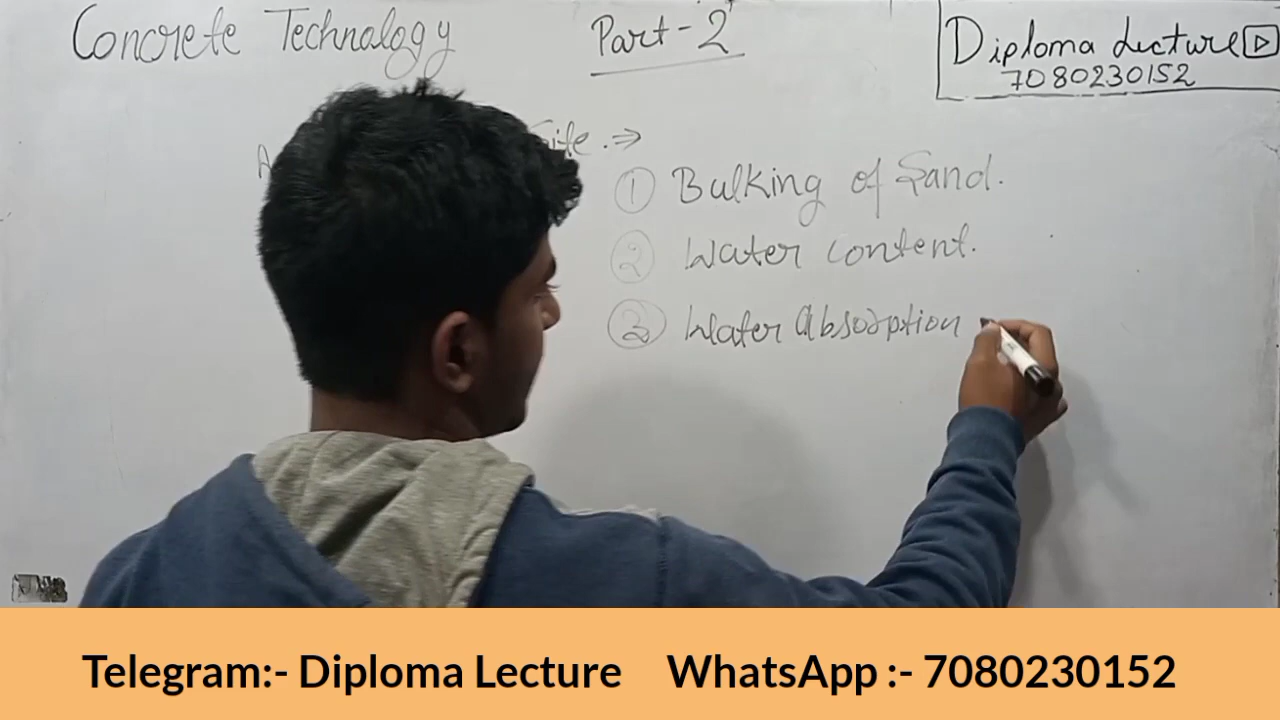 Concrete Technology Part-2
Diploma Lecture
7080230152
Site :⇒
① Bulking of Sand.
② Water content.
③ Water Absorption
Telegram:- Diploma Lecture WhatsApp :- 7080230152